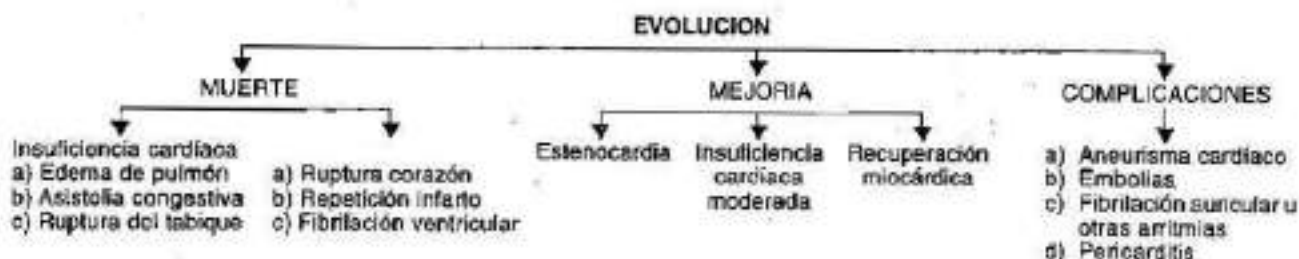 EVOLUCION
MUERTE
Insuficiencia cardíaca
a) Edema de pulmón
b) Asistolia congestiva
c) Ruptura del tabique
a) Ruptura corazón
b) Repetición infarto
c) Fibrilación ventricular
MEJORIA
Estenocardia
Insuficiencia
cardíaca
moderada
Recuperación
miocárdica
COMPLICACIONES
a) Aneurisma cardíaco
b) Embolias
c) Fibrilación auricular u
otras arritmias
d) Pericarditis